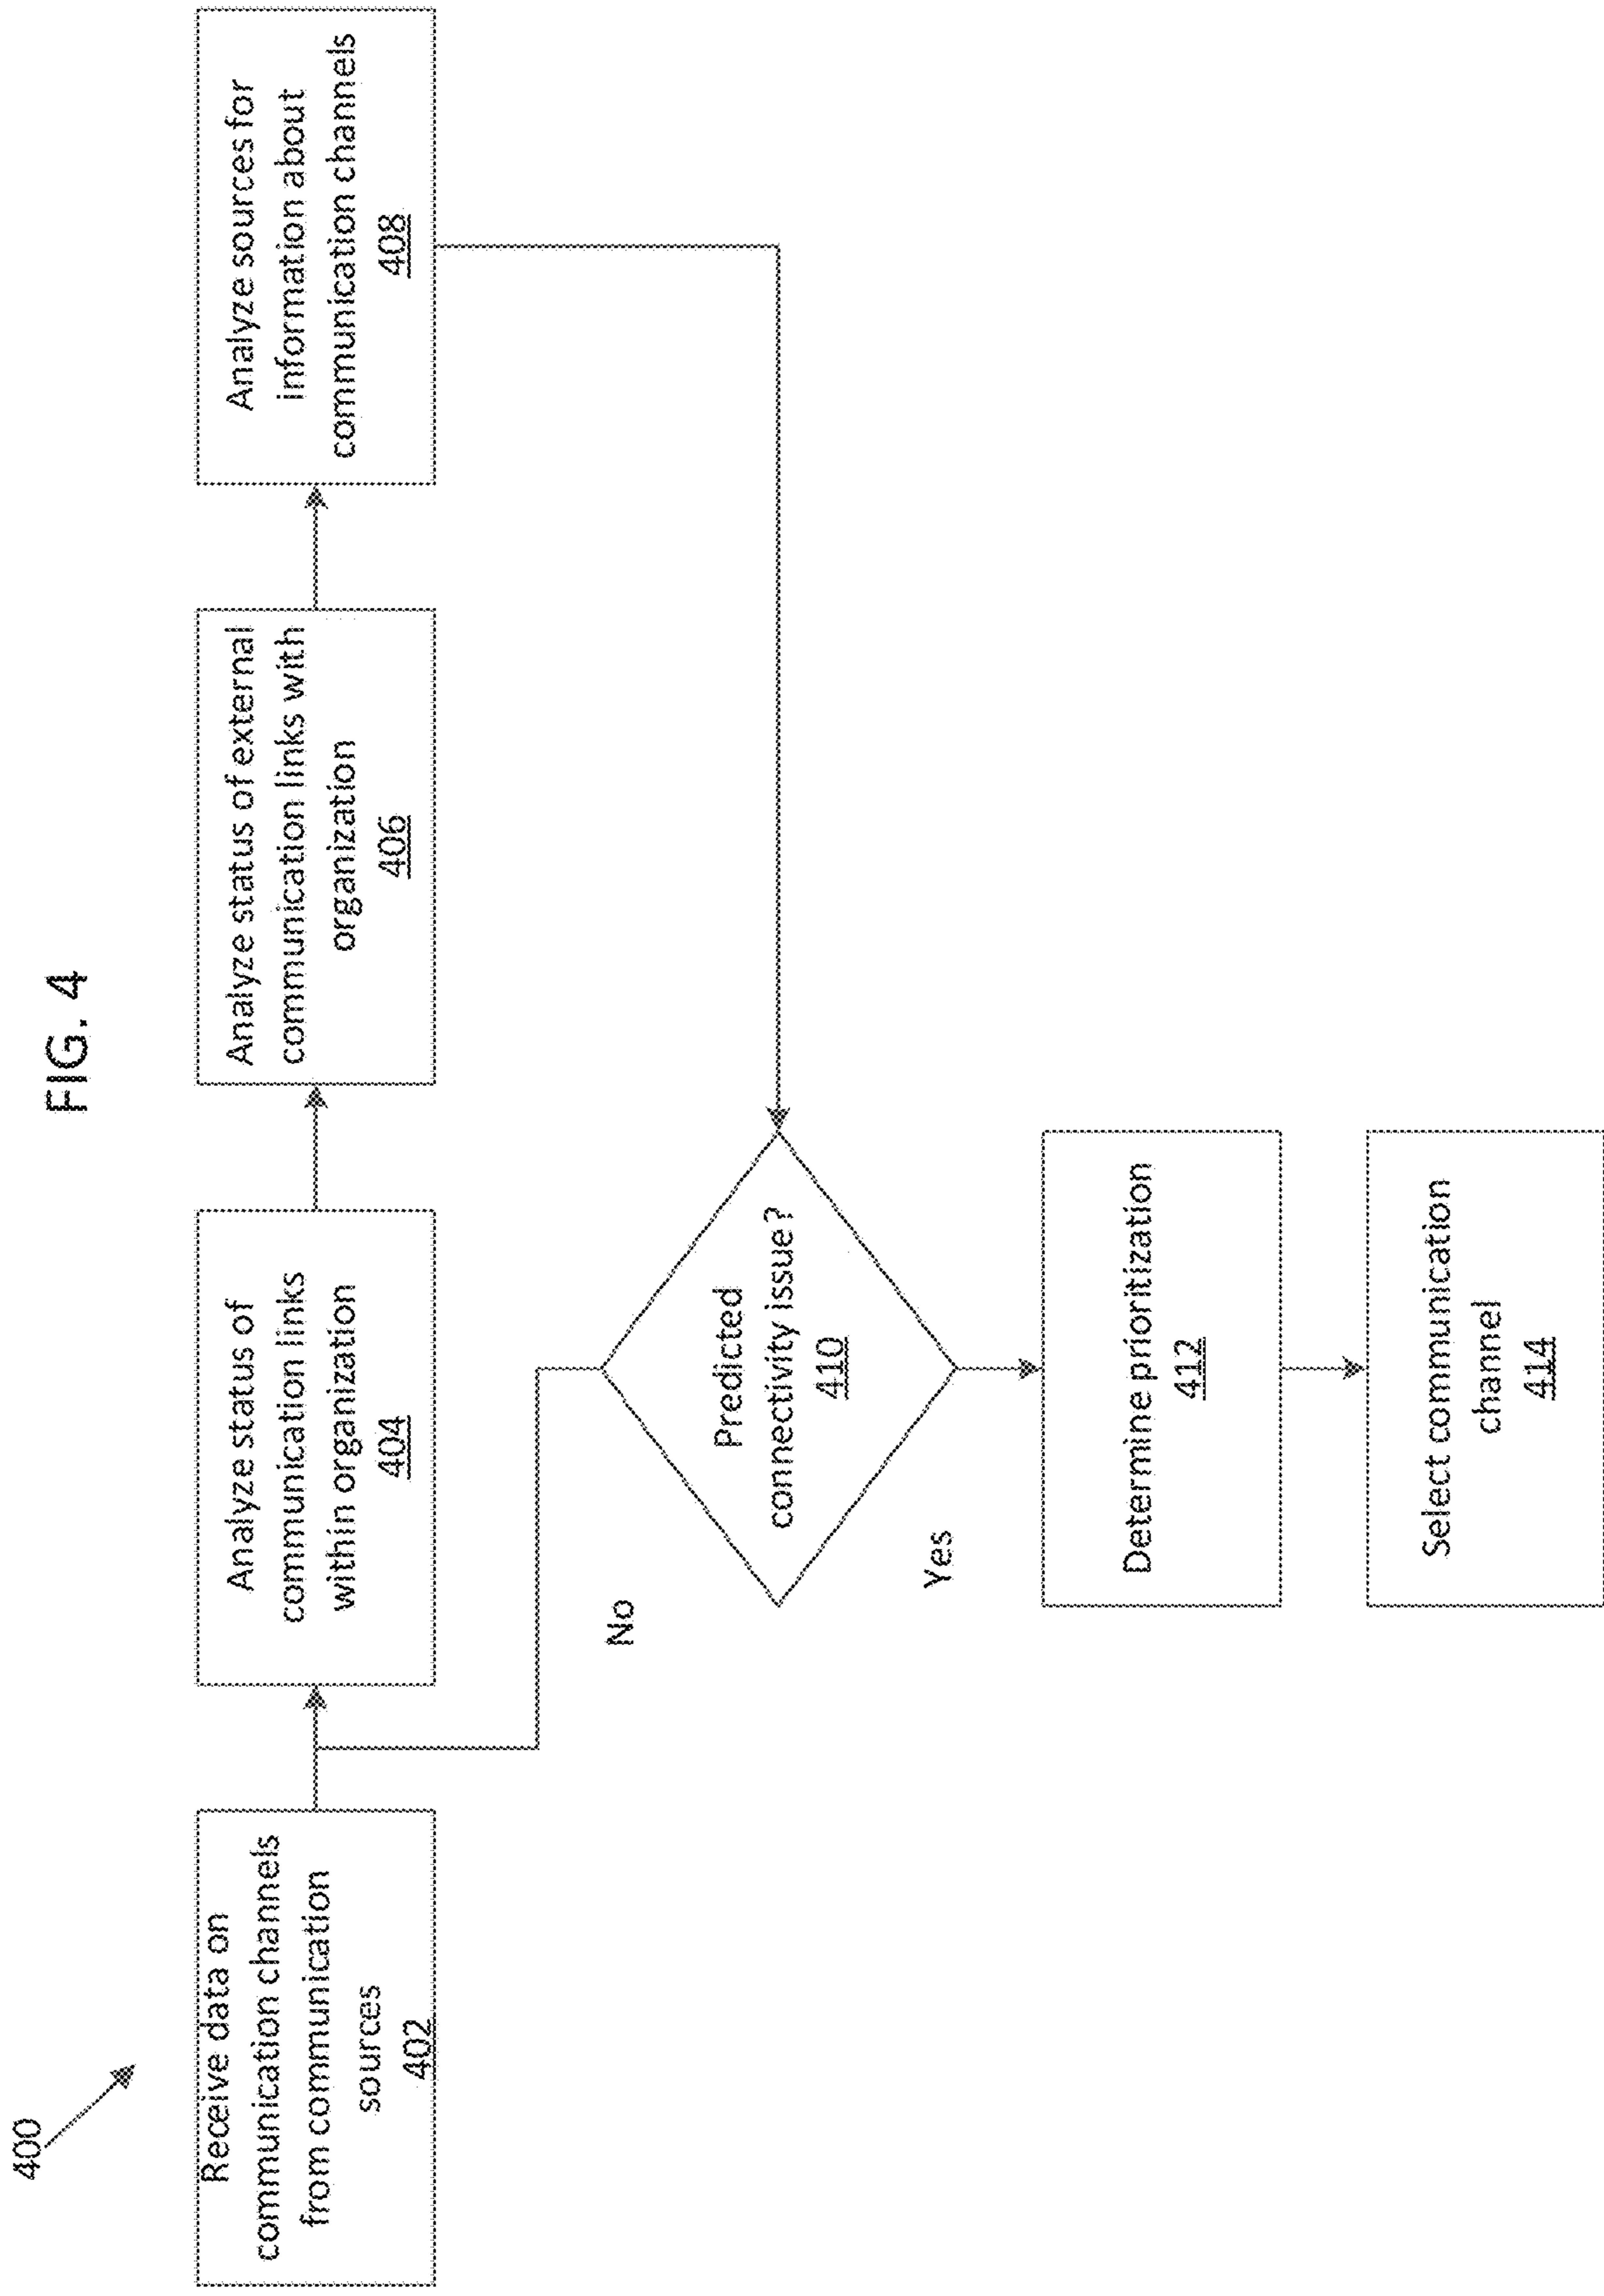 FIG. 4
400
Receive data on
communication channels
from communication
sources
402
Analyze status of
communication links
within organization
404
Analyze status of external
communication links with
organization
406
Analyze sources for
information about
communication channels
408
Predicted
connectivity issue?
410
No
Yes
Determine prioritization
412
Select communication
channel
414